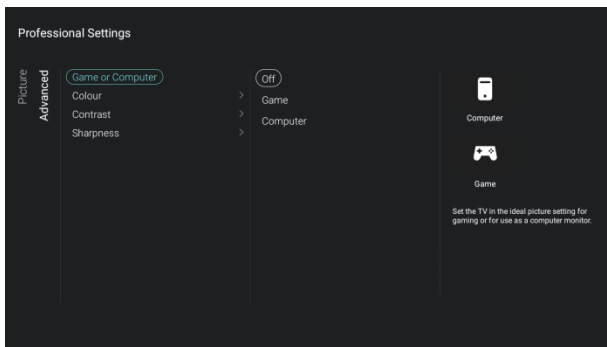 Professional Settings
Picture
Advanced
Game or Computer
Colour
Contrast
Sharpness
Off
Game
Computer
Computer
Game
Set the TV in the ideal picture setting for
gaming or for use as a computer monitor.